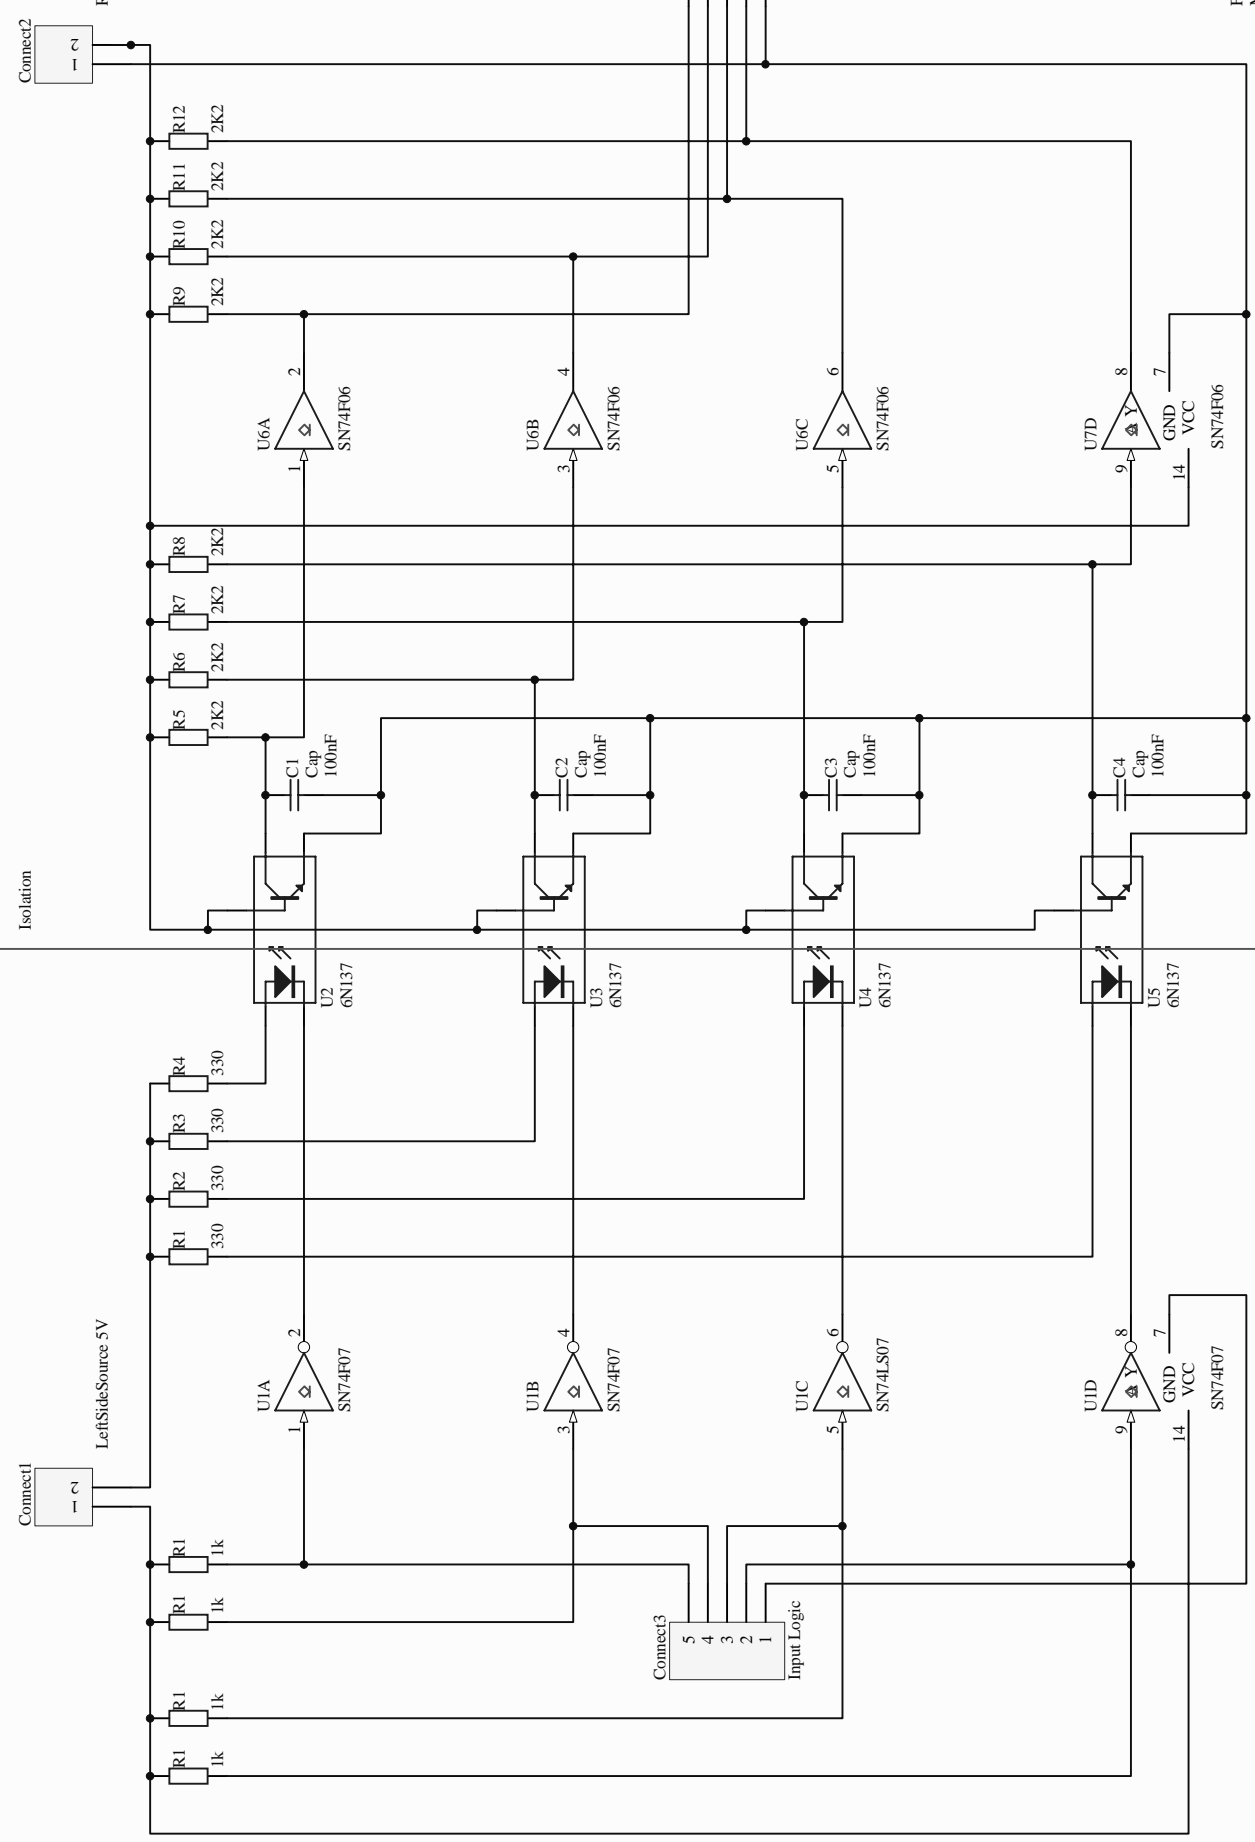 Connect2
2
1
R12
2K2
R11
2K2
R10
2K2
R9
2K2
2
U6A
SN74F06
1
4
U6B
SN74F06
3
6
U6C
SN74F06
5
8
7
U7D
Y
GND
VCC
SN74F06
9
14
R8
2K2
R7
2K2
R6
2K2
R5
2K2
C1
Cap
100nF
C2
Cap
100nF
C3
Cap
100nF
C4
Cap
100nF
Isolation
U2
6N137
U3
6N137
U4
6N137
U5
6N137
R4
330
R3
330
R2
330
R1
330
LeftSideSource 5V
2
U1A
SN74F07
1
4
U1B
SN74F07
3
6
U1C
SN74LS07
5
8
7
U1D
Y
GND
VCC
SN74F07
9
14
Connect1
2
1
R1
1k
R1
1k
R1
1k
R1
1k
Connect3
5
4
3
2
1
Input Logic